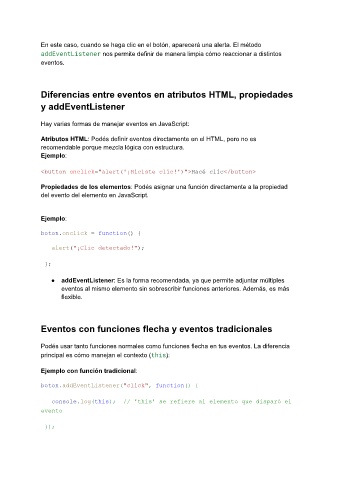 En este caso, cuando se haga clic en el botón, aparecerá una alerta. El método
addEventListener nos permite definir de manera limpia cómo reaccionar a distintos
eventos.
Diferencias entre eventos en atributos HTML, propiedades
y addEventListener
Hay varias formas de manejar eventos en JavaScript:
Atributos HTML: Podés definir eventos directamente en el HTML, pero no es
recomendable porque mezcla lógica con estructura.
Ejemplo:
<button onclick="alert('¡Hiciste clic!')">Hacé clic</button>
Propiedades de los elementos: Podés asignar una función directamente a la propiedad
del evento del elemento en JavaScript.
Ejemplo:
boton.onclick = function() {
alert("¡Clic detectado!");
};
● addEventListener: Es la forma recomendada, ya que permite adjuntar múltiples
eventos al mismo elemento sin sobrescribir funciones anteriores. Además, es más
flexible.
Eventos con funciones flecha y eventos tradicionales
Podés usar tanto funciones normales como funciones flecha en tus eventos. La diferencia
principal es cómo manejan el contexto (this).
Ejemplo con función tradicional:
boton.addEventListener("click", function() {
console.log(this); // 'this' se refiere al elemento que disparó el
evento
});